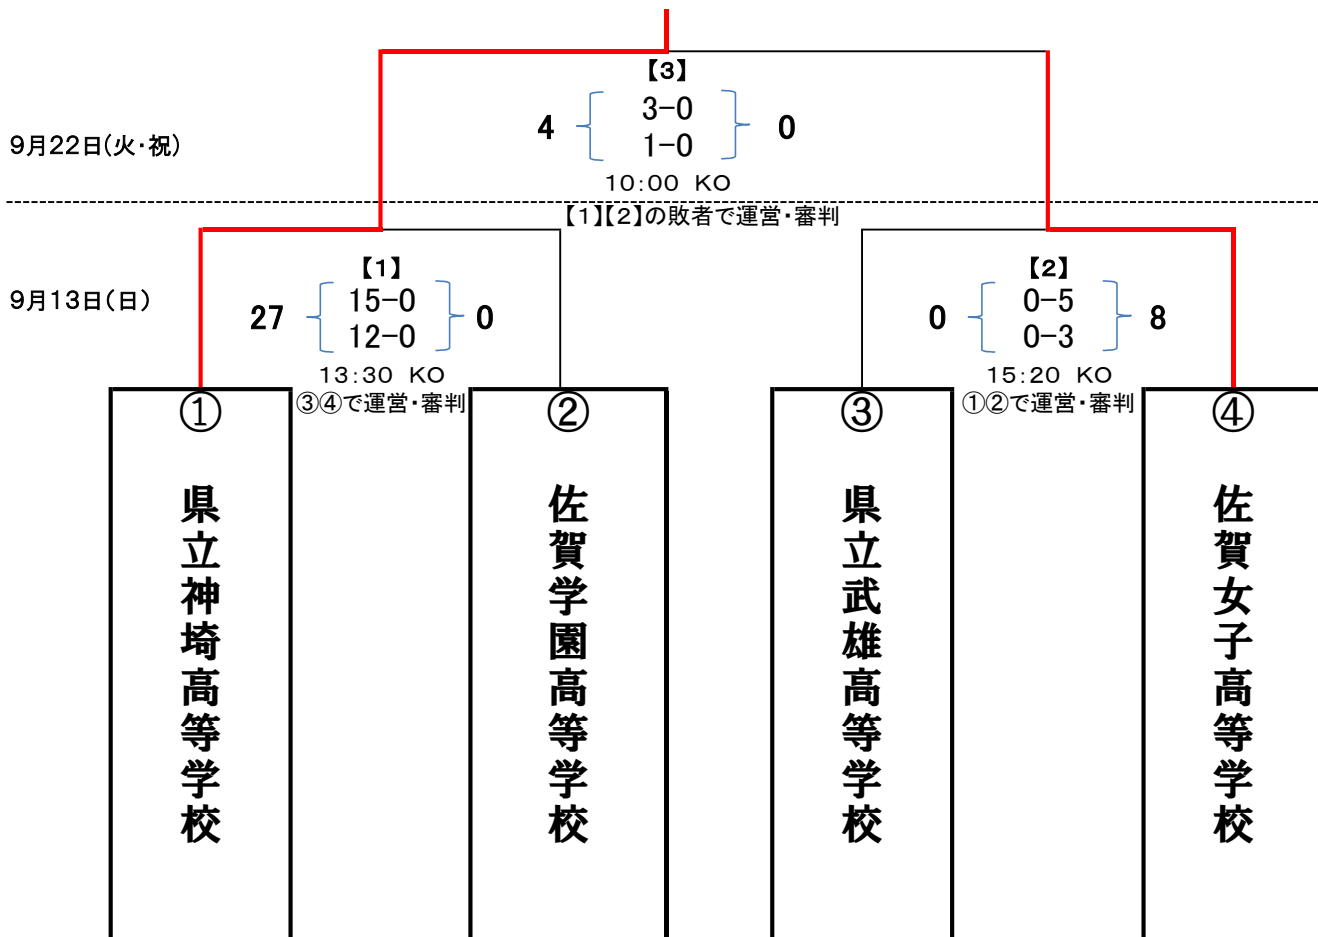 【3】
3-0
4
0
1-0
9月22日(火・祝)
10:00 KO
【1】【2】の敗者で運営・審判
【1】
15-0
27
0
12-0
9月13日(日)
13:30 KO
③④で運営・審判
【2】
0-5
0
8
0-3
15:20 KO
①②で運営・審判
①
県立神埼高等学校
②
佐賀学園高等学校
③
県立武雄高等学校
④
佐賀女子高等学校